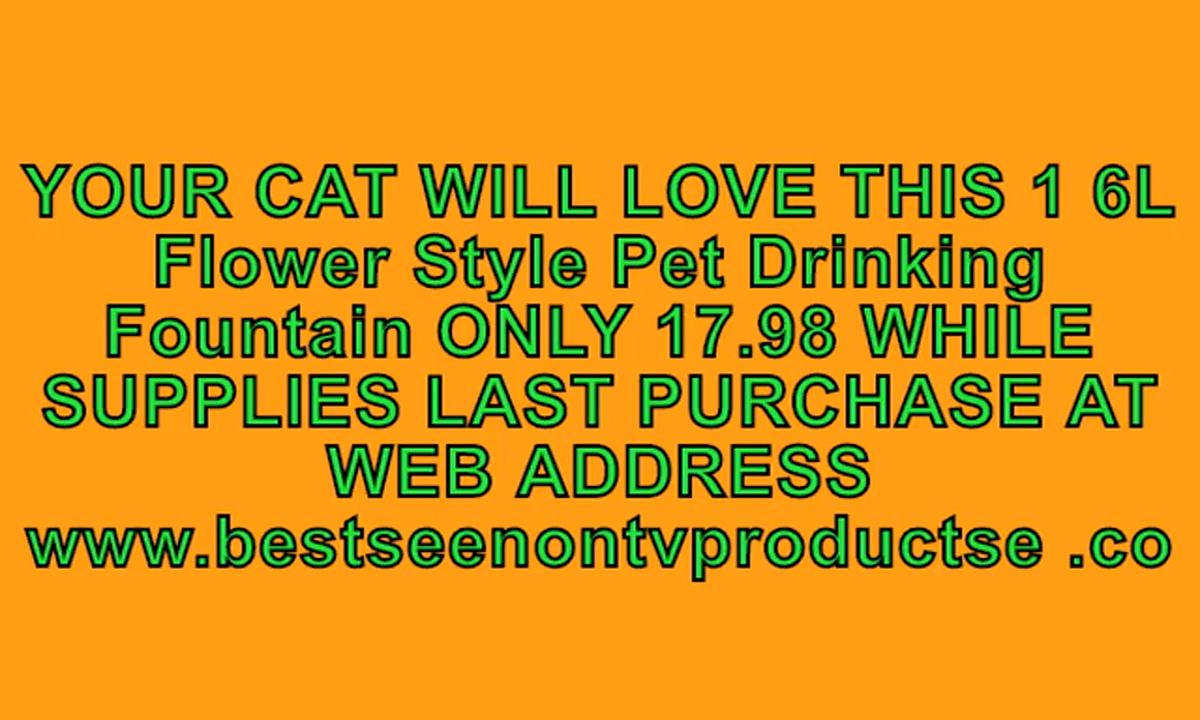 YOUR CAT WILL LOVE THIS 1 6L
Flower Style Pet Drinking
Fountain ONLY 17.98 WHILE
SUPPLIES LAST PURCHASE AT
WEB ADDRESS
www.bestseenontvproductse .co